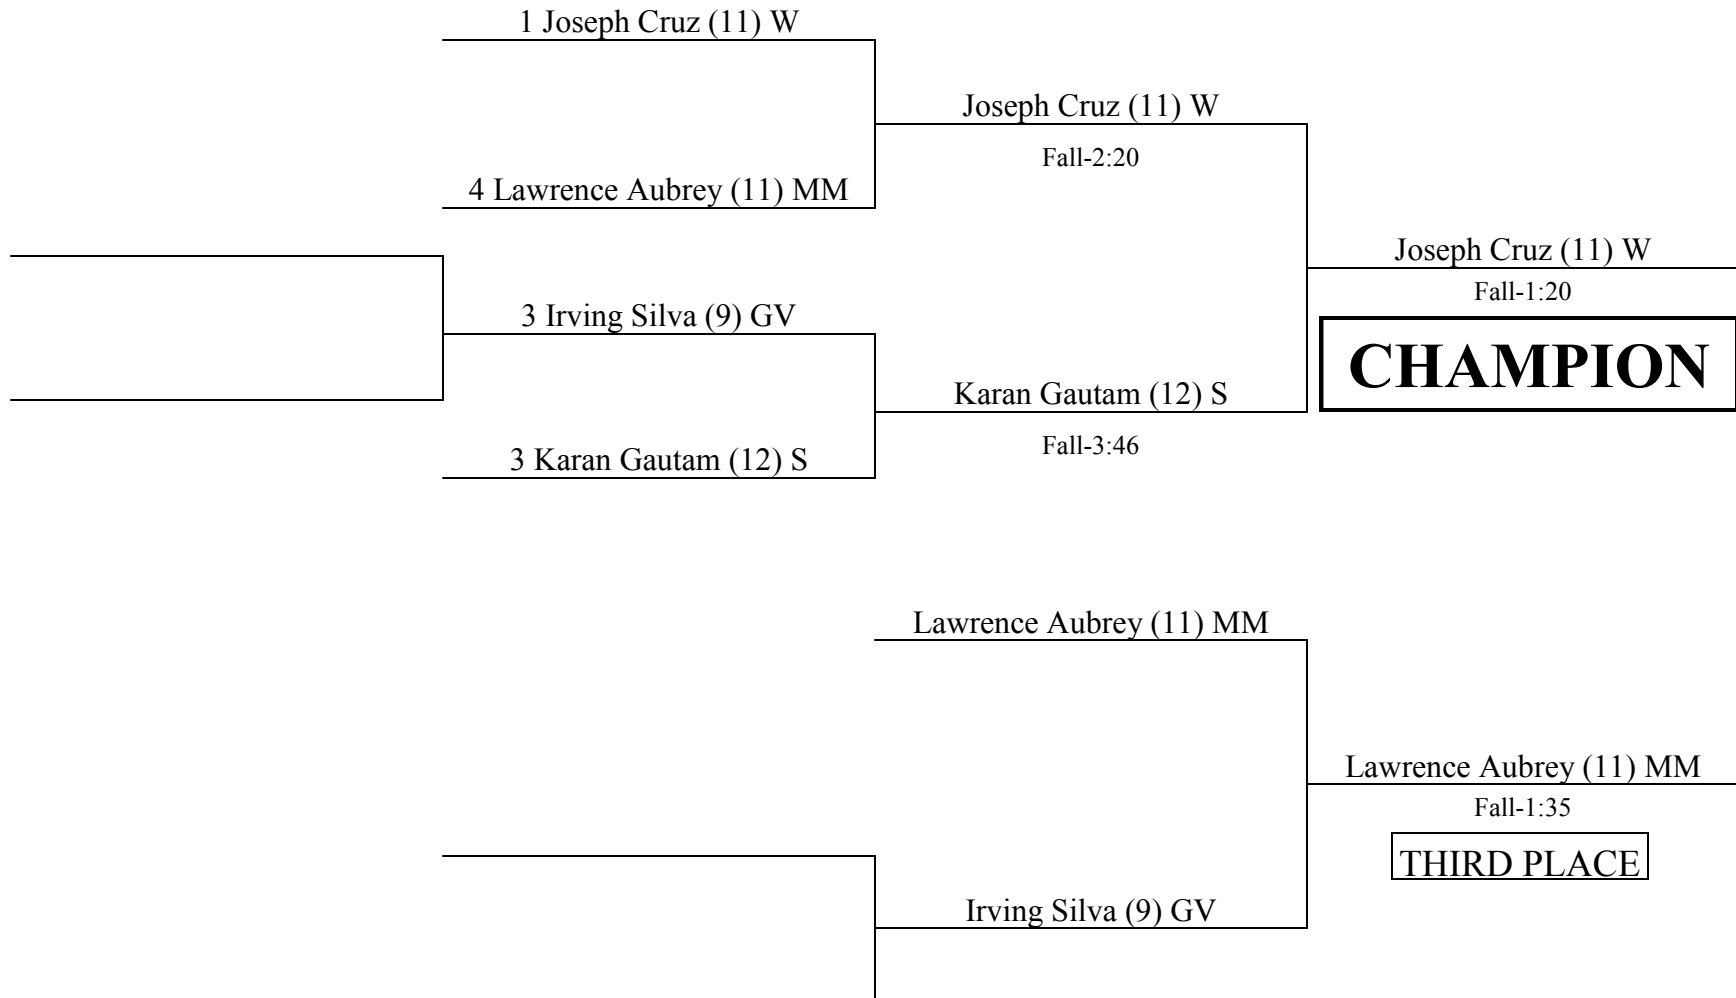 1 Joseph Cruz (11) W
Joseph Cruz (11) W
Fall-2:20
4 Lawrence Aubrey (11) MM
Joseph Cruz (11) W
Fall-1:20
3 Irving Silva (9) GV
CHAMPION
Karan Gautam (12) S
Fall-3:46
3 Karan Gautam (12) S
Lawrence Aubrey (11) MM
Lawrence Aubrey (11) MM
Fall-1:35
THIRD PLACE
Irving Silva (9) GV